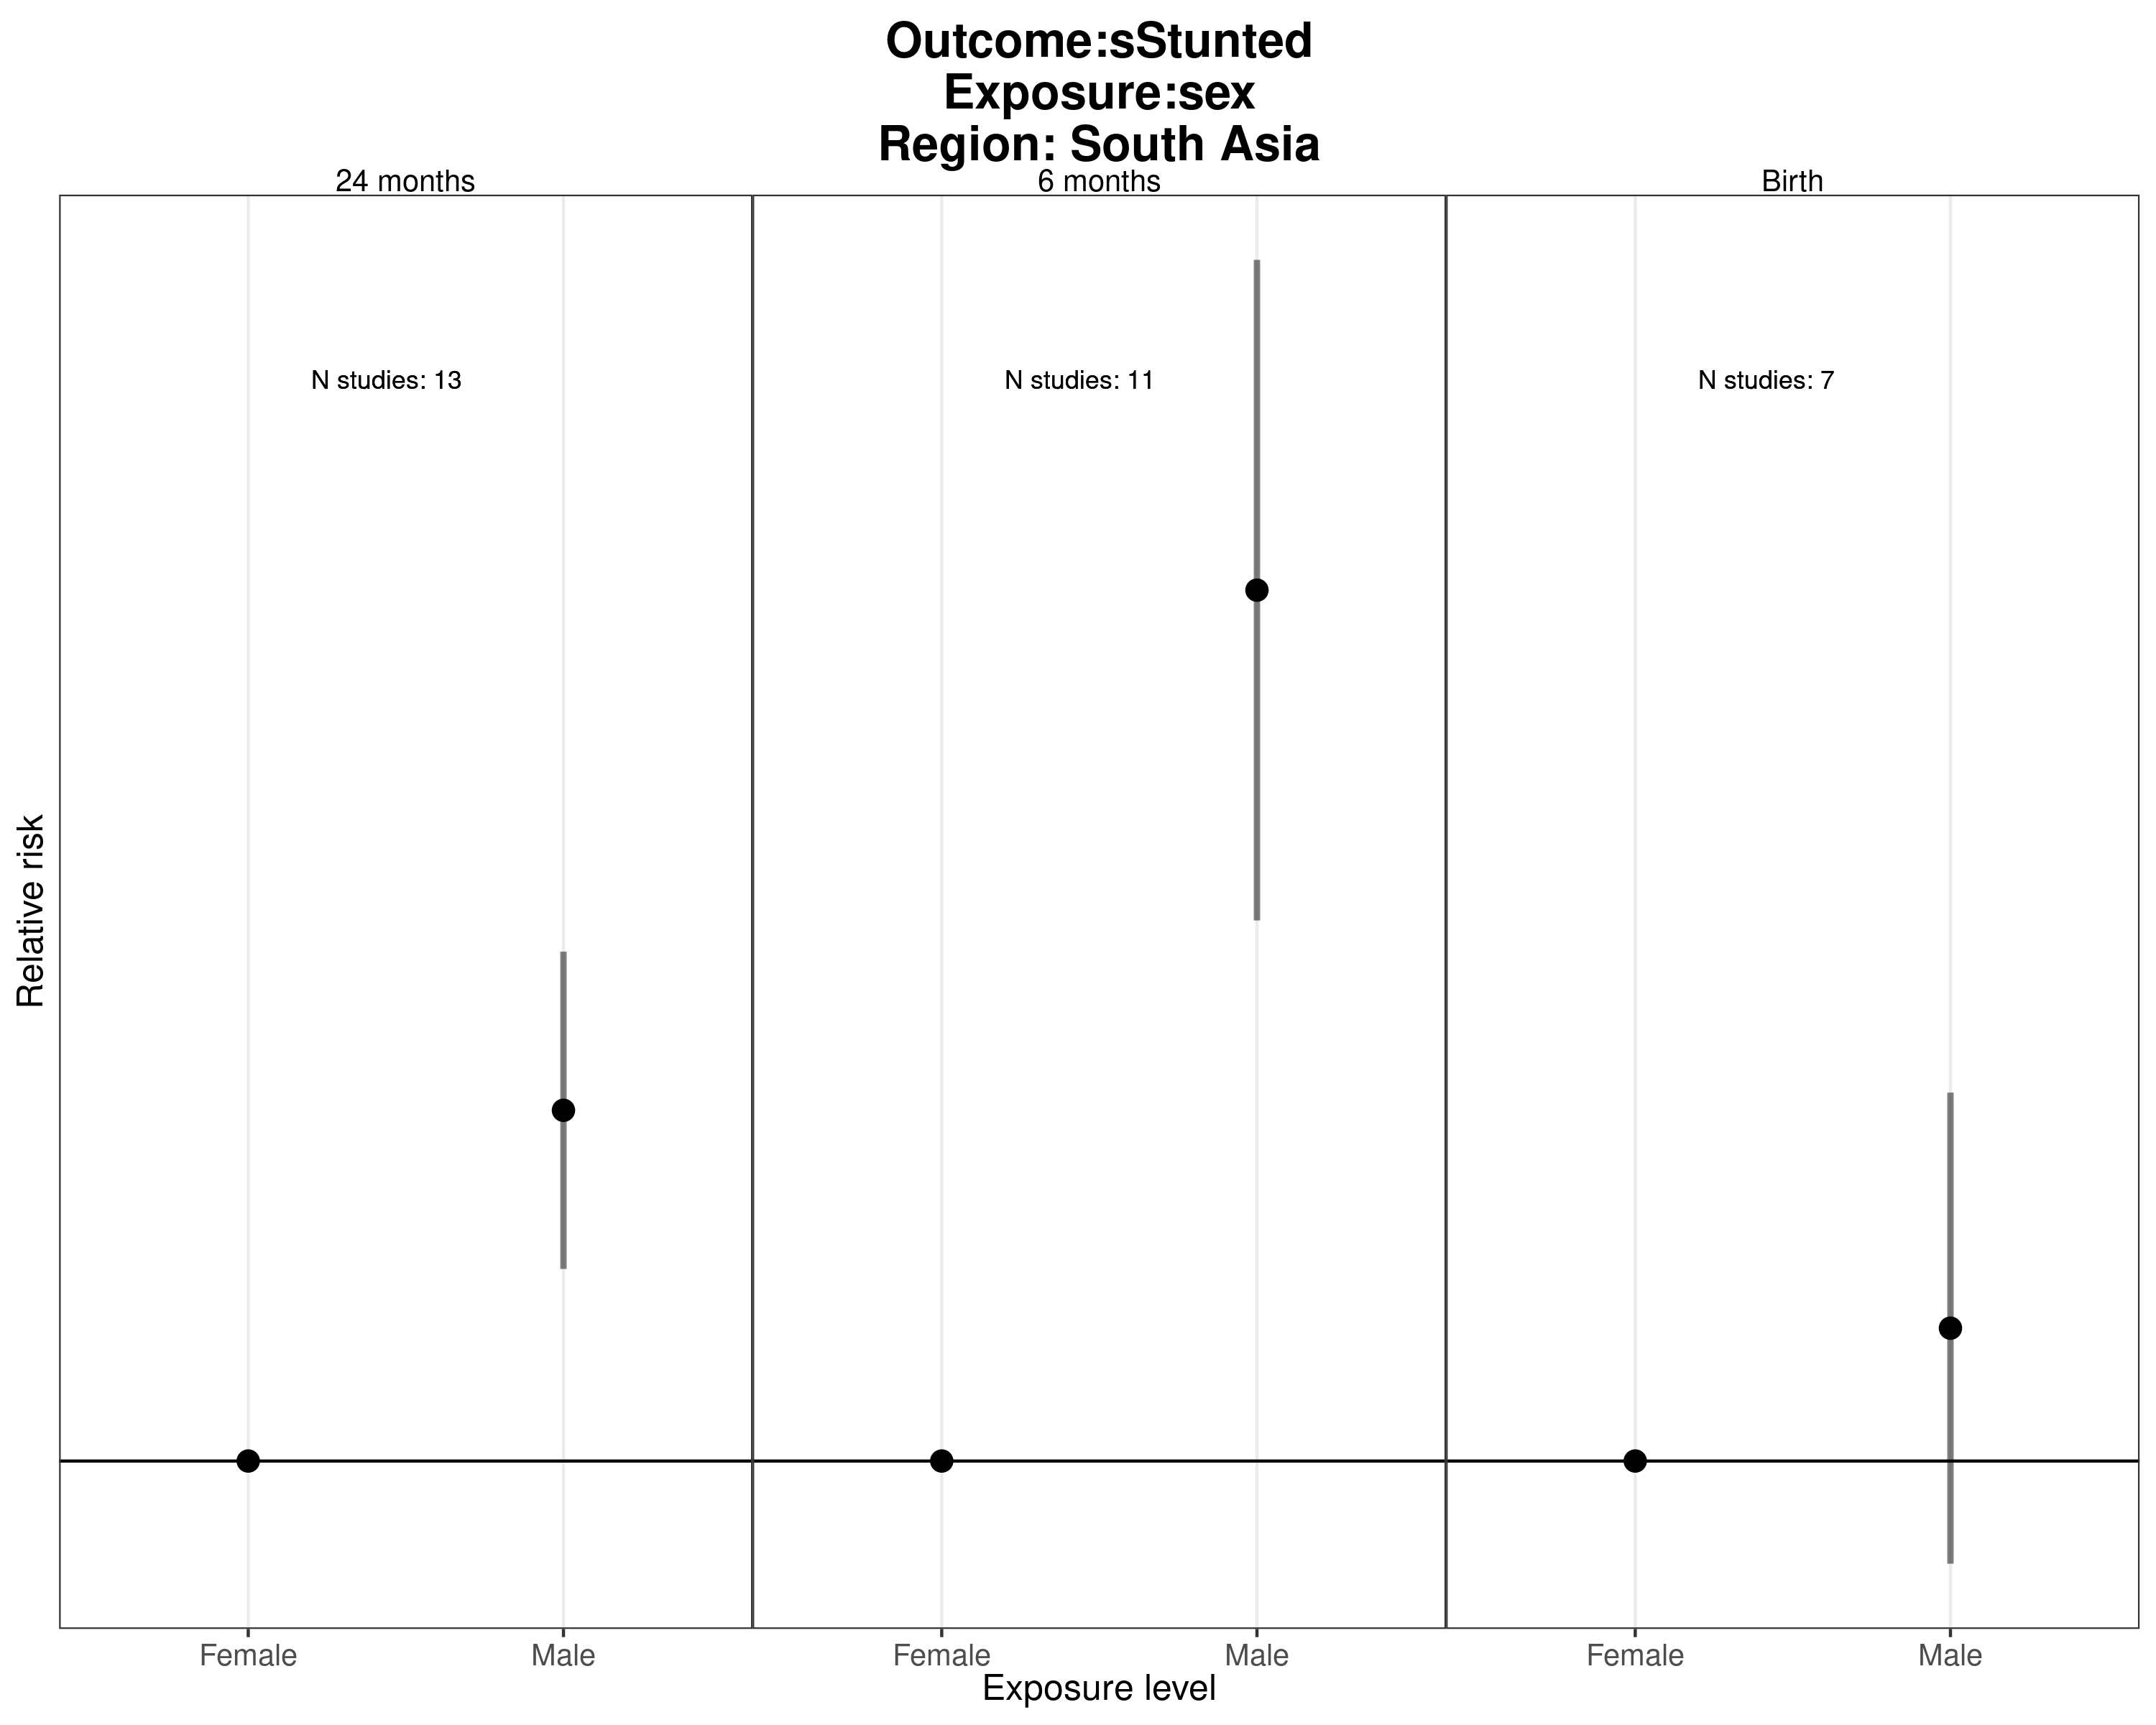 Outcome:sStunted
Exposure:sex
Region: South Asia
24 months
6 months
Birth
N studies: 13
N studies: 11
N studies: 7
Relative risk
Female
Male
Female
Male
Female
Male
Exposure level